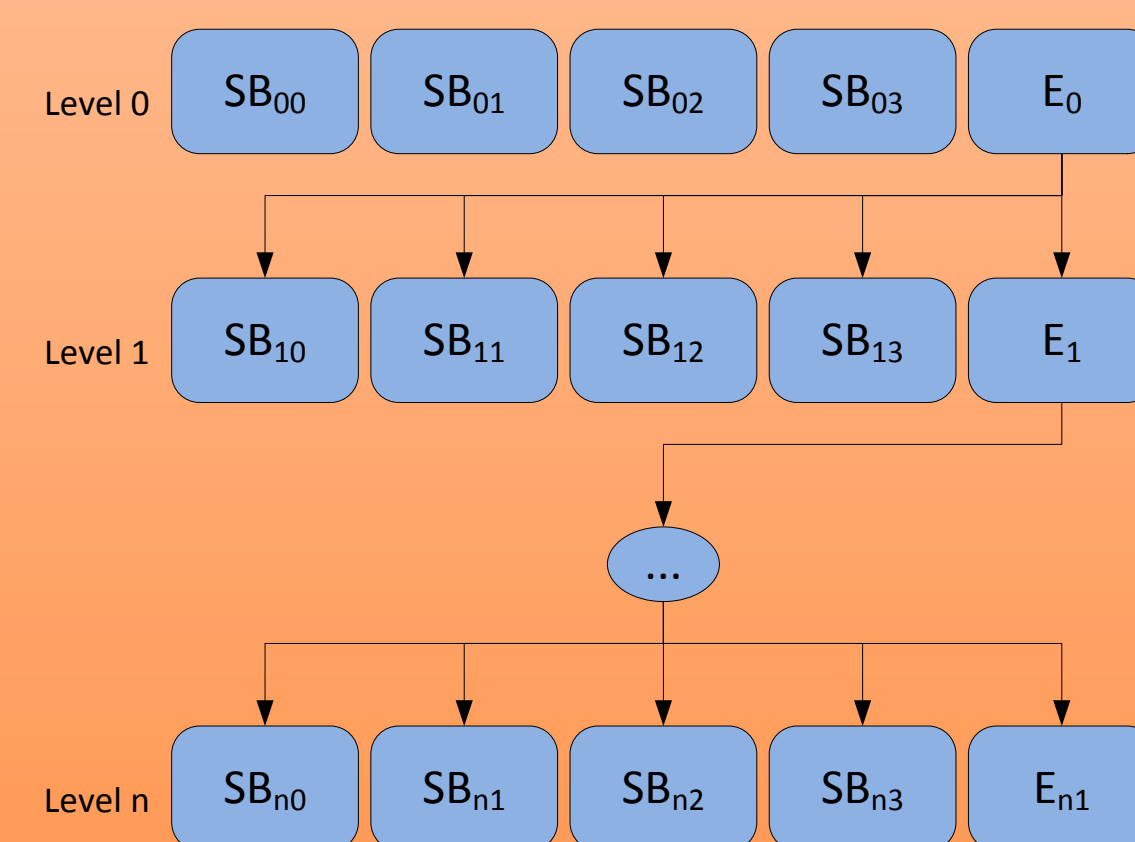 Level 0 SB₀₀ SB₀₁ SB₀₂ SB₀₃ E₀
Level 1 SB₁₀ SB₁₁ SB₁₂ SB₁₃ E₁
...
Level n SBₙ₀ SBₙ₁ SBₙ₂ SBₙ₃ Eₙ₁